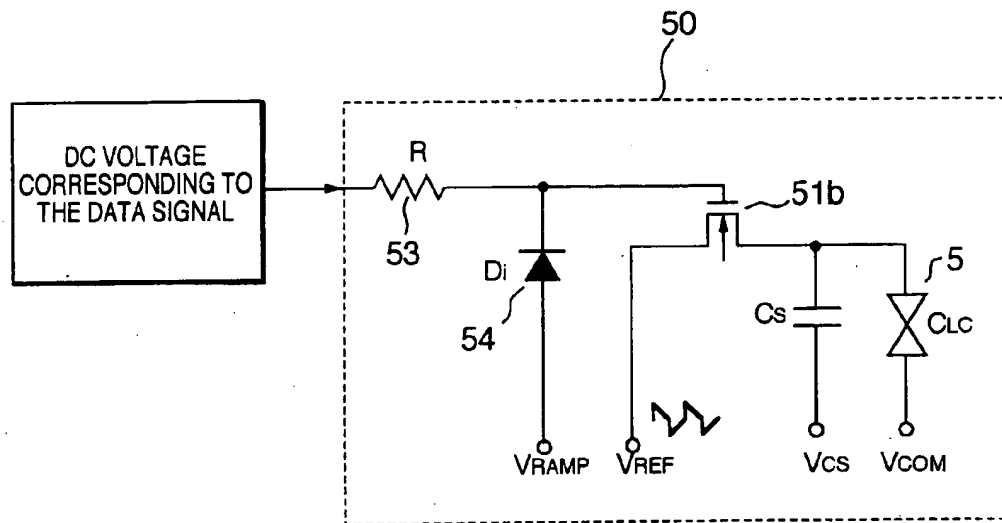 50
DC VOLTAGE
CORRESPONDING TO
THE DATA SIGNAL
R
53
51b
Di
54
5
CS
CLC
VRAMP
VREF
VCS
VCOM